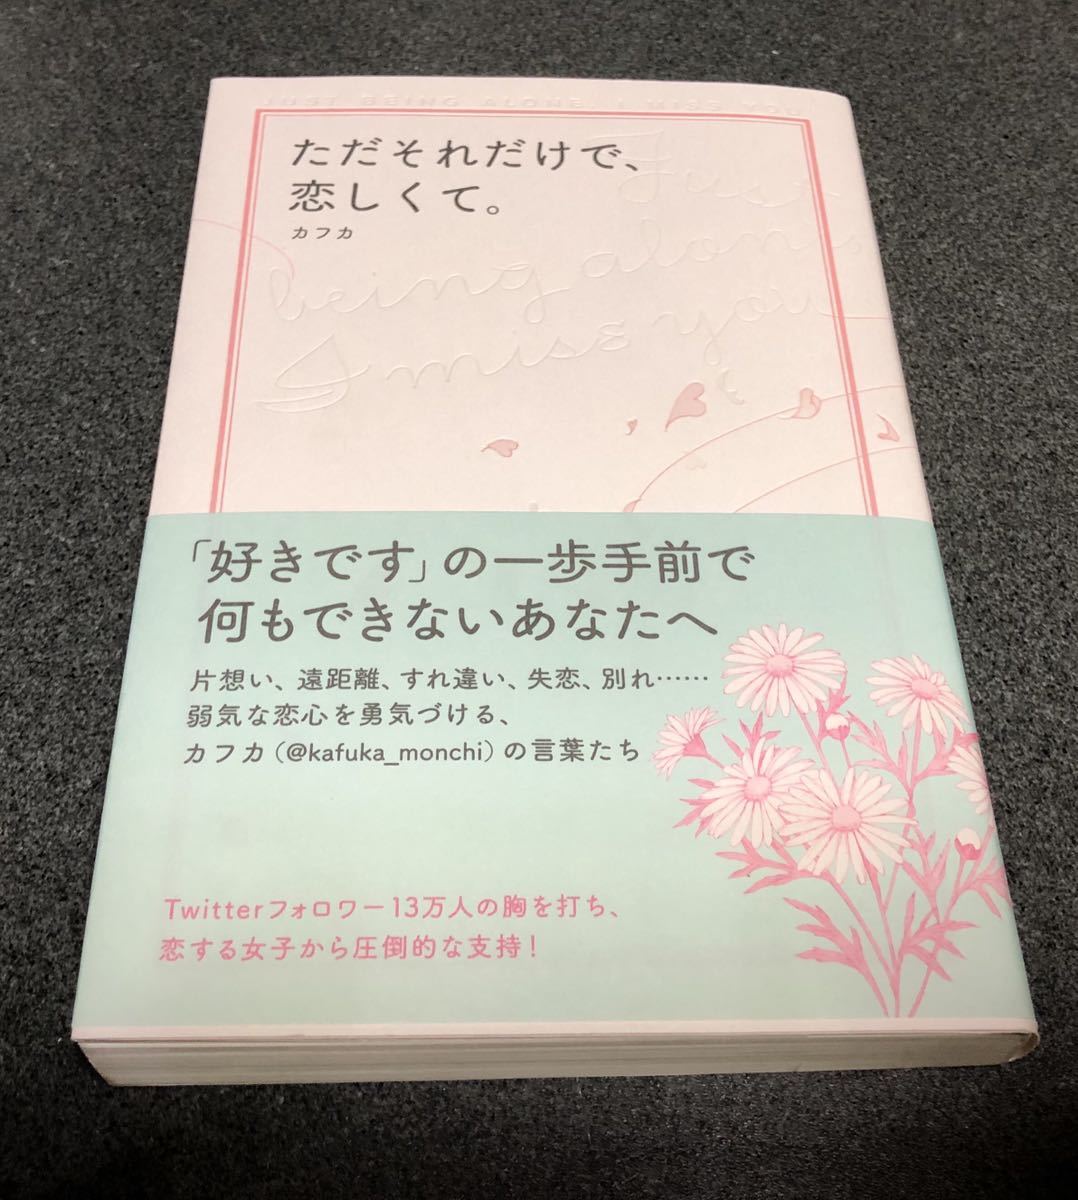 JUST BEING ALONE, I MISS YOU
ただそれだけで、
恋しくて。
カフカ
Just
being alone,
I miss you
「好きです」の一歩手前で
何もできないあなたへ
片想い、遠距離、すれ違い、失恋、別れ……
弱気な恋心を勇気づける、
カフカ（@kafuka_monchi）の言葉たち
Twitterフォロワー13万人の胸を打ち、
恋する女子から圧倒的な支持！